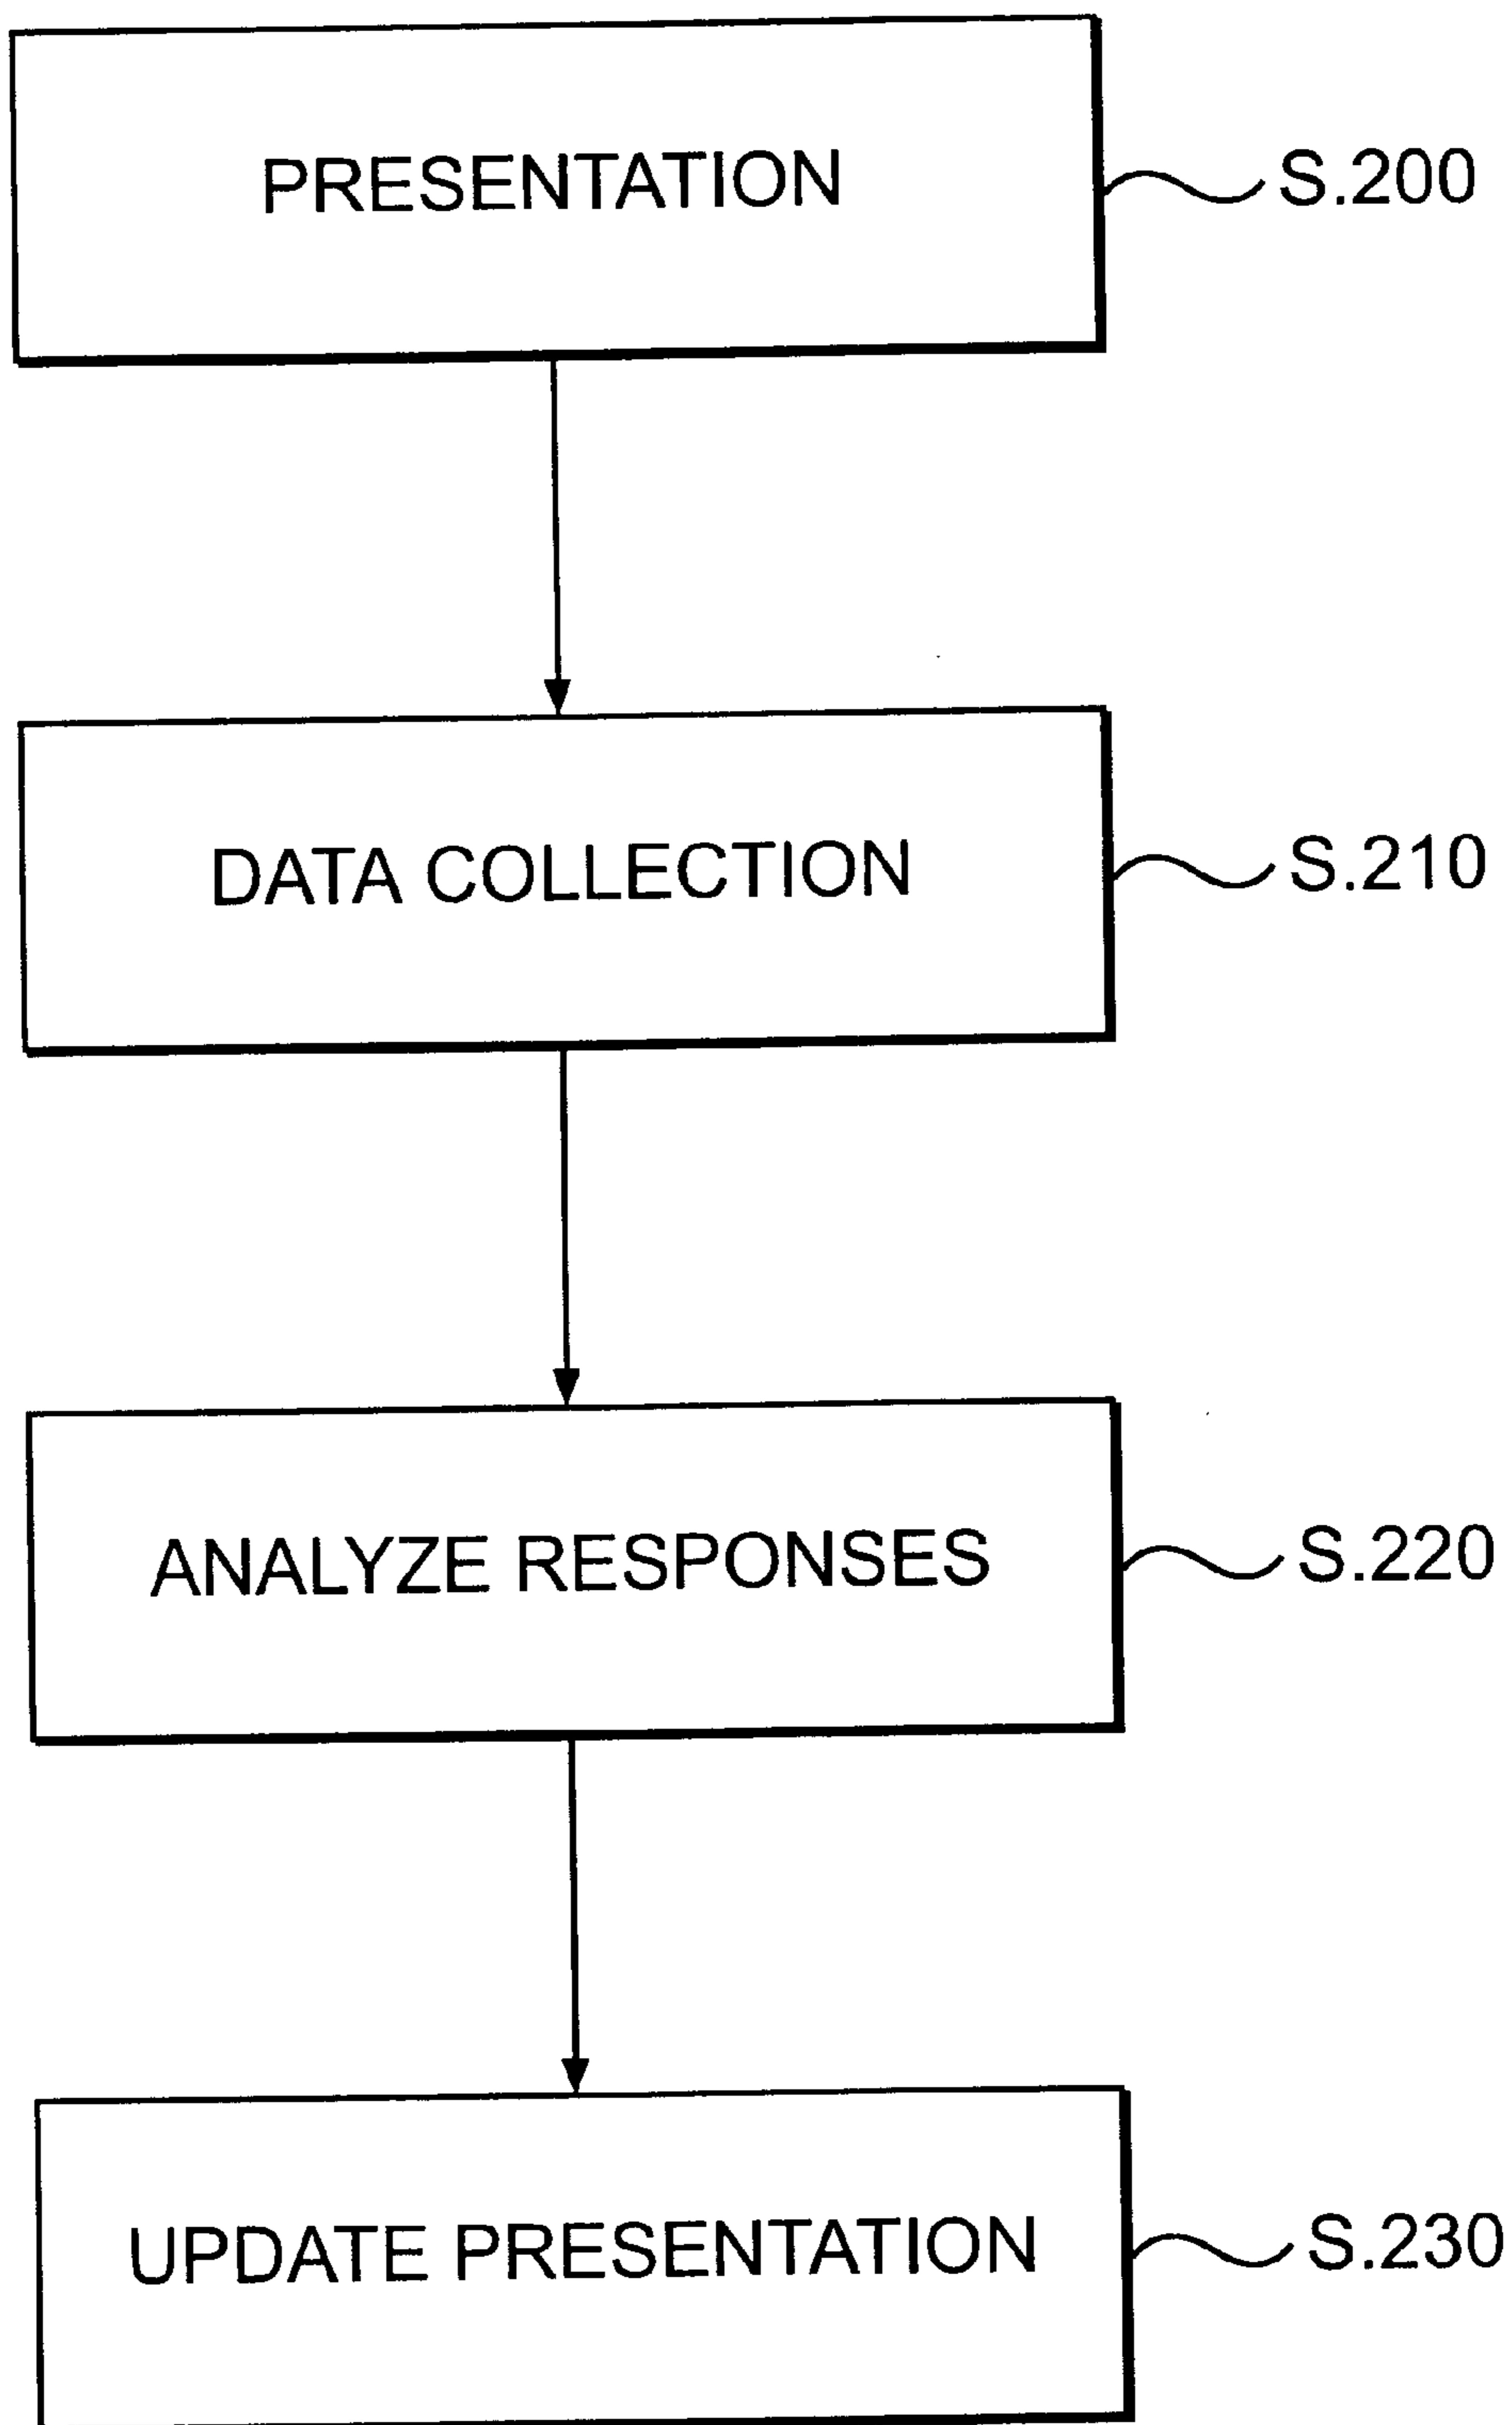 PRESENTATION S.200
DATA COLLECTION S.210
ANALYZE RESPONSES S.220
UPDATE PRESENTATION S.230